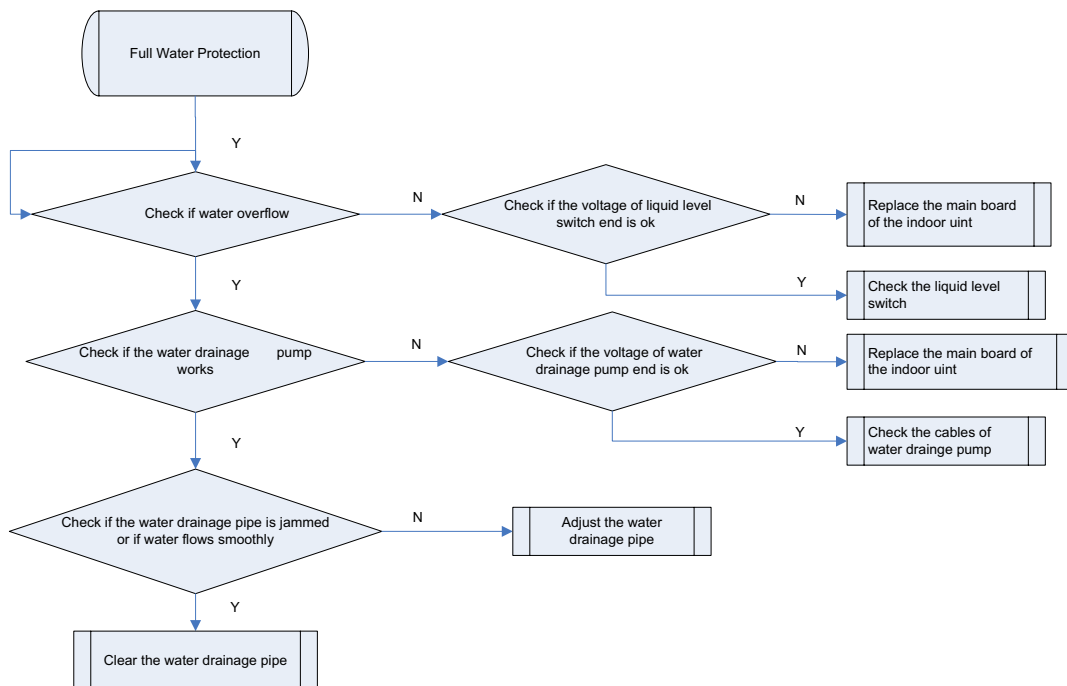 Full Water Protection
Y
Check if water overflow
N
Check if the voltage of liquid level
switch end is ok
N
Replace the main board
of the indoor uint
Y
Y
Check the liquid level
switch
Check if the water drainage pump
works
N
Check if the voltage of water
drainage pump end is ok
N
Replace the main board of
the indoor uint
Y
Y
Check the cables of
water drainge pump
Check if the water drainage pipe is jammed
or if water flows smoothly
N
Adjust the water
drainage pipe
Y
Clear the water drainage pipe